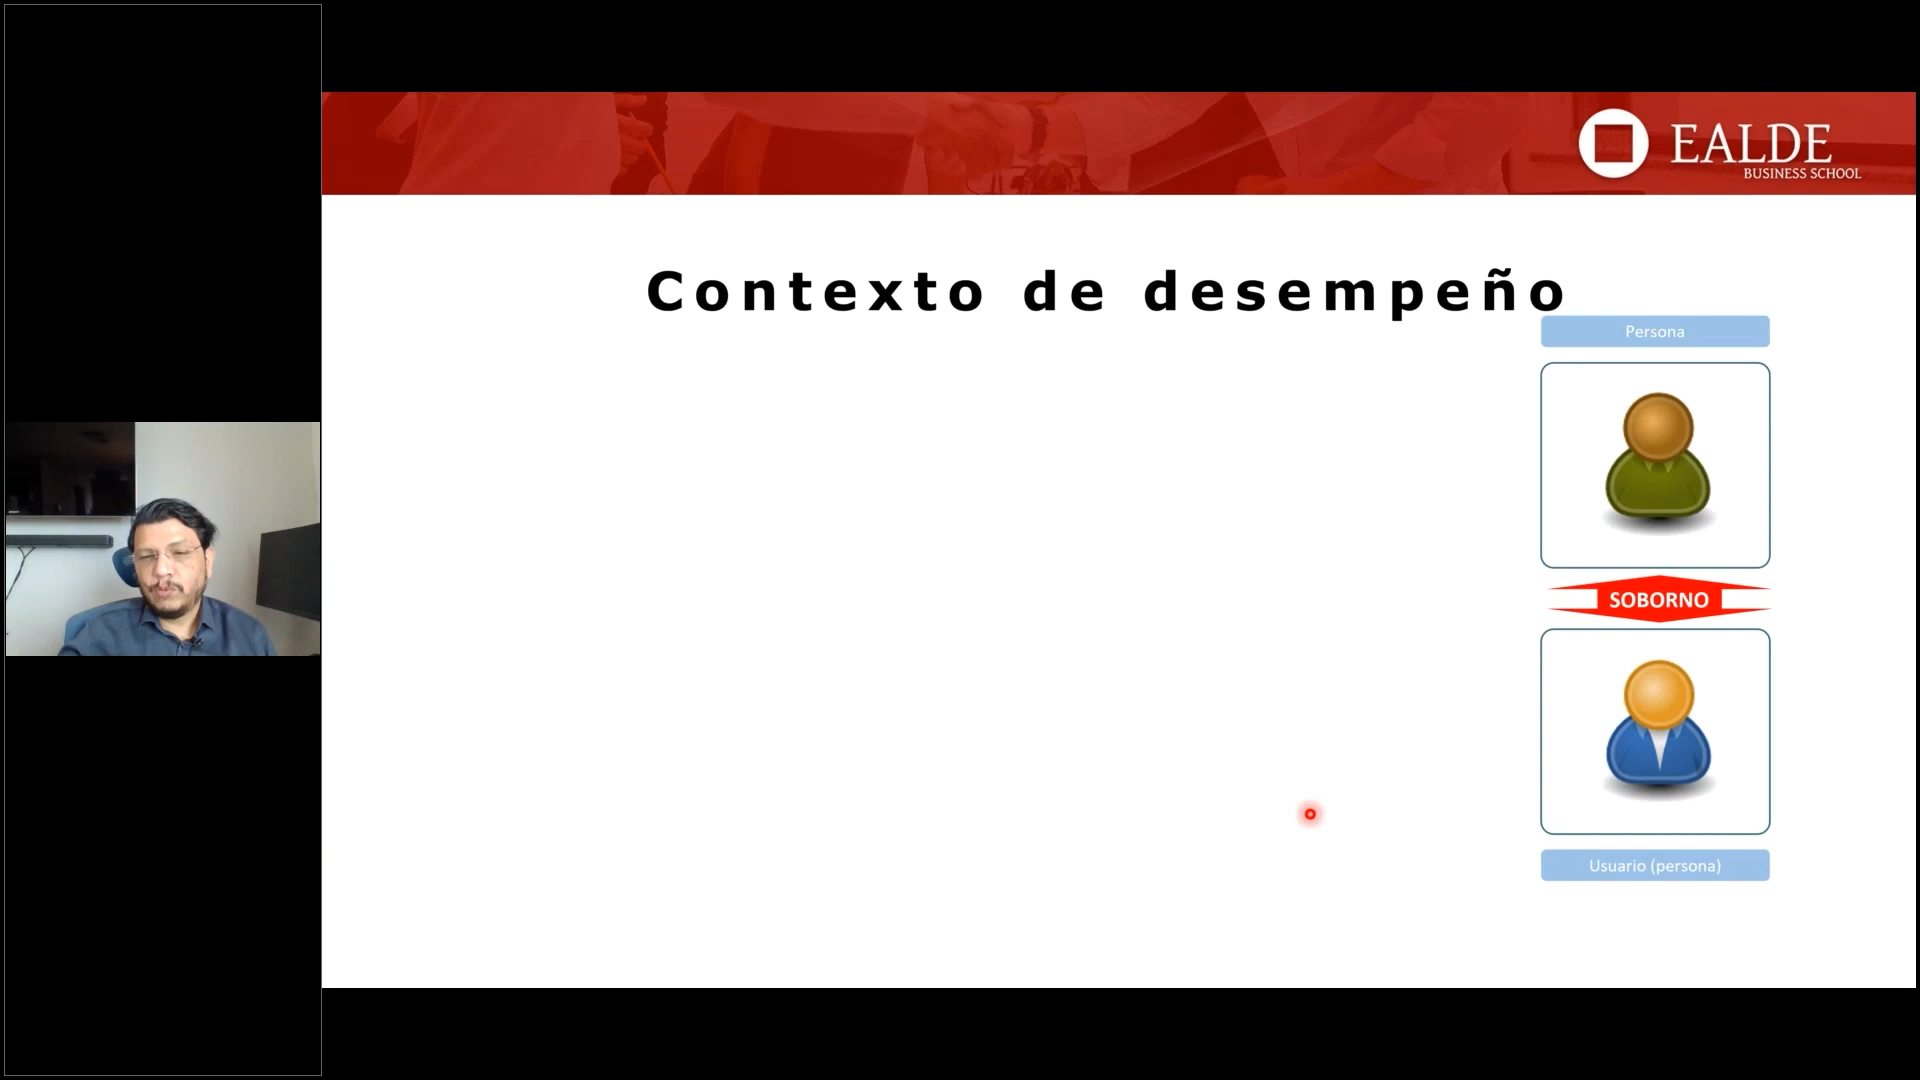 EALDE
BUSINESS SCHOOL
Contexto de desempeño
Persona
SOBORNO
Usuario (persona)